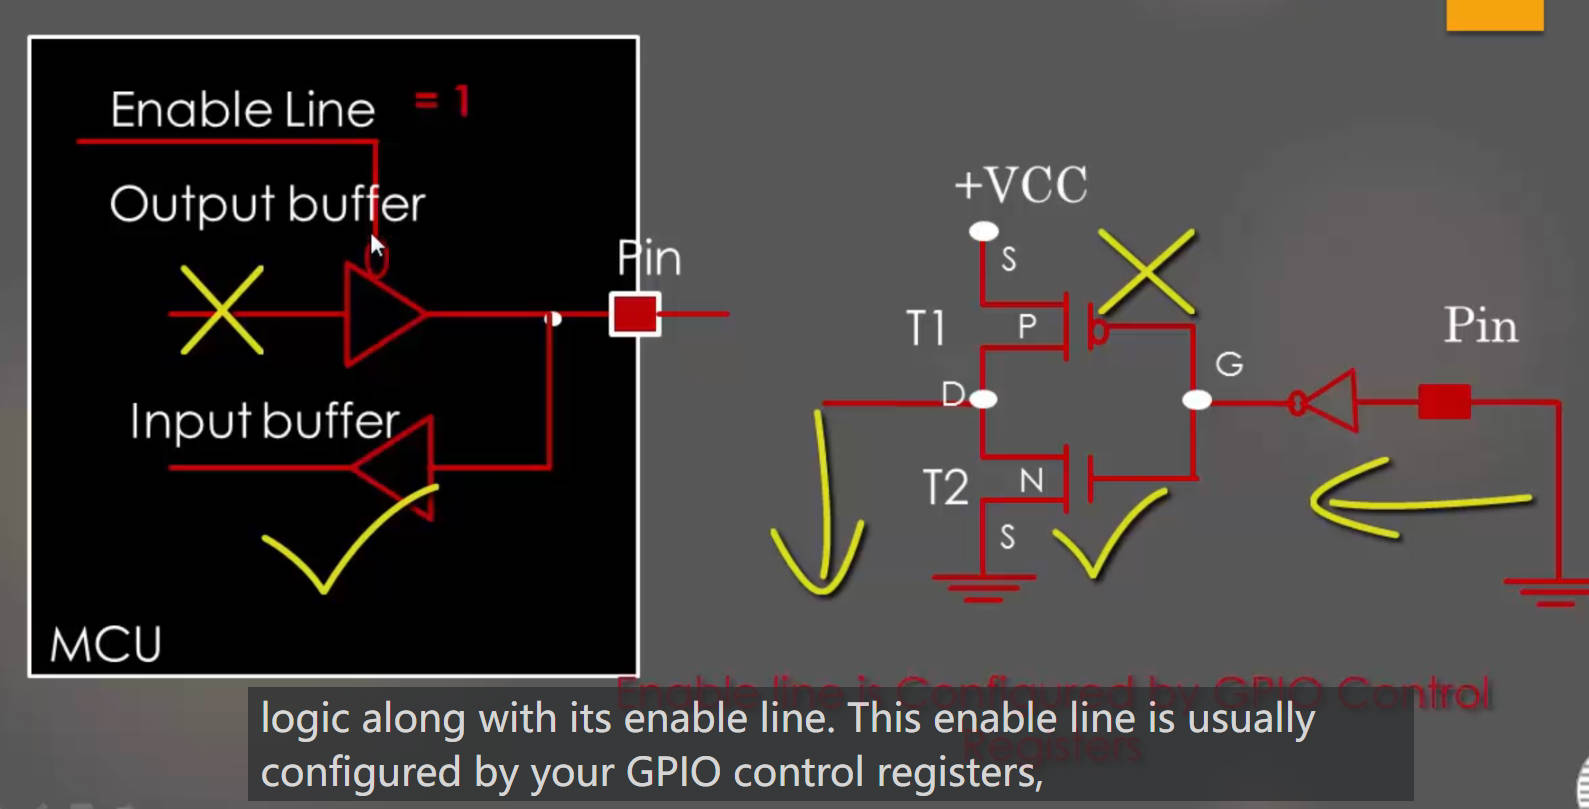 Enable Line = 1
Output buffer
Pin
Input buffer
MCU
+VCC
S
T1
P
G
Pin
D
T2
N
S
Enable line is Configured by GPIO Control
Registers
logic along with its enable line. This enable line is usually
configured by your GPIO control registers,